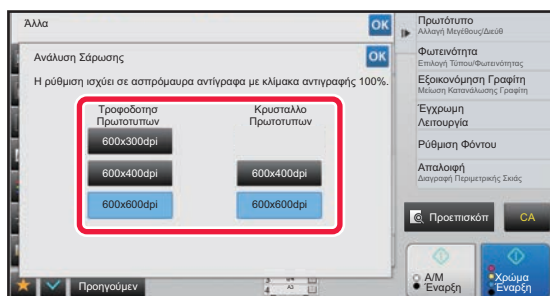 Άλλα
OK
Ανάλυση Σάρωσης
OK
Η ρύθμιση ισχύει σε ασπρόμαυρα αντίγραφα με κλίμακα αντιγραφής 100%.
Τροφοδοτησ
Πρωτοτυπων
Κρυσταλλο
Πρωτοτυπων
600x300dpi
600x400dpi
600x400dpi
600x600dpi
600x600dpi
Προηγούμεν
Πρωτότυπο
Αλλαγή Μεγέθους/Διεύθ
Φωτεινότητα
Επιλογή Τύπου/Φωτεινότητας
Εξοικονόμηση Γραφίτη
Μείωση Κατανάλωσης Γραφίτη
Έγχρωμη
Λειτουργία
Ρύθμιση Φόντου
Απαλοιφή
Διαγραφή Περιμετρικής Σκιάς
Προεπισκόπ
CA
Α/Μ
Έναρξη
Χρώμα
Έναρξη